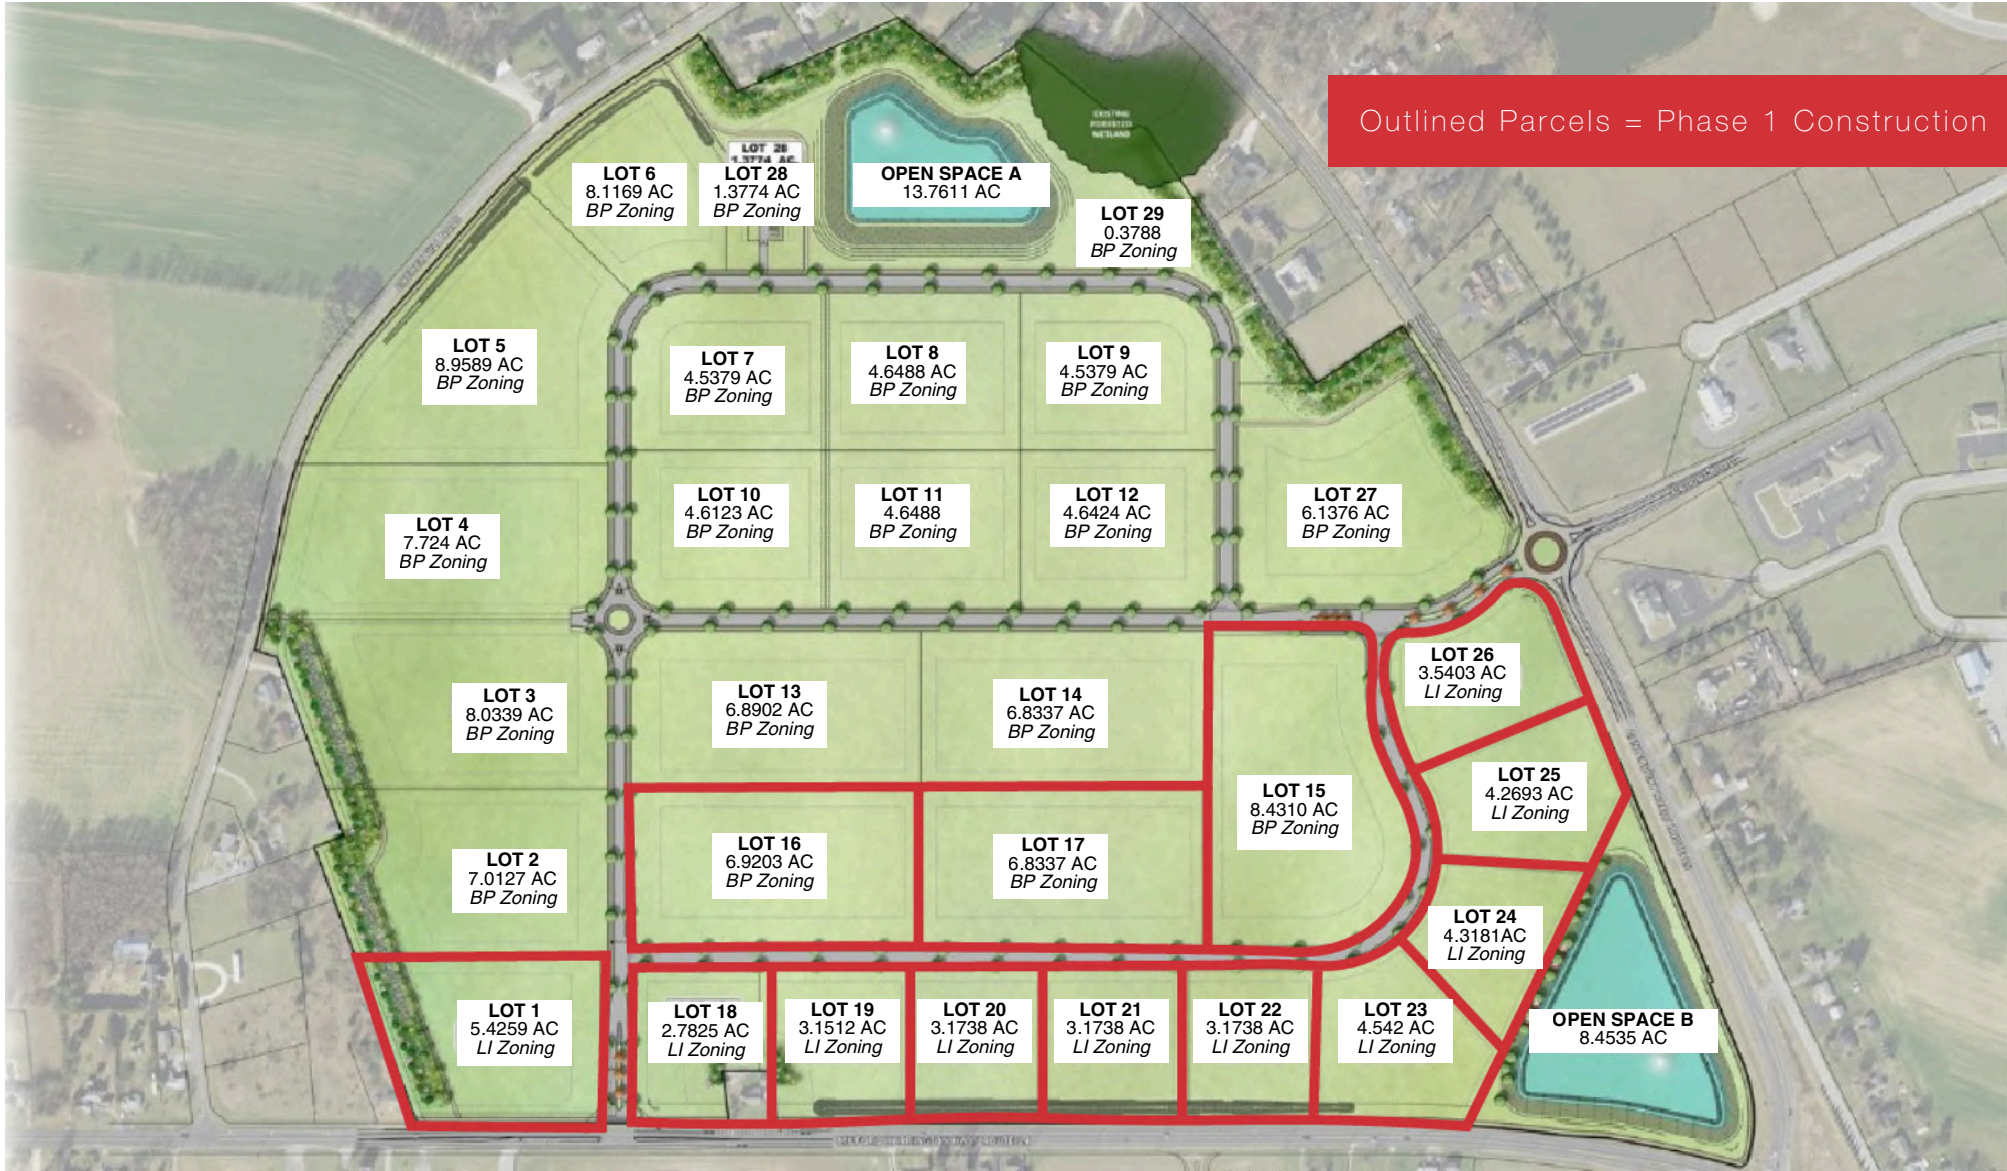 Outlined Parcels = Phase 1 Construction
EXISTING
FORESTED
WETLAND
LOT 28
1.3774 AC
LOT 6
8.1169 AC
BP Zoning
LOT 28
1.3774 AC
BP Zoning
OPEN SPACE A
13.7611 AC
LOT 29
0.3788
BP Zoning
LOT 5
8.9589 AC
BP Zoning
LOT 7
4.5379 AC
BP Zoning
LOT 8
4.6488 AC
BP Zoning
LOT 9
4.5379 AC
BP Zoning
LOT 4
7.724 AC
BP Zoning
LOT 10
4.6123 AC
BP Zoning
LOT 11
4.6488
BP Zoning
LOT 12
4.6424 AC
BP Zoning
LOT 27
6.1376 AC
BP Zoning
LOT 3
8.0339 AC
BP Zoning
LOT 13
6.8902 AC
BP Zoning
LOT 14
6.8337 AC
BP Zoning
LOT 26
3.5403 AC
LI Zoning
LOT 15
8.4310 AC
BP Zoning
LOT 25
4.2693 AC
LI Zoning
LOT 2
7.0127 AC
BP Zoning
LOT 16
6.9203 AC
BP Zoning
LOT 17
6.8337 AC
BP Zoning
LOT 24
4.3181AC
LI Zoning
LOT 1
5.4259 AC
LI Zoning
LOT 18
2.7825 AC
LI Zoning
LOT 19
3.1512 AC
LI Zoning
LOT 20
3.1738 AC
LI Zoning
LOT 21
3.1738 AC
LI Zoning
LOT 22
3.1738 AC
LI Zoning
LOT 23
4.542 AC
LI Zoning
OPEN SPACE B
8.4535 AC